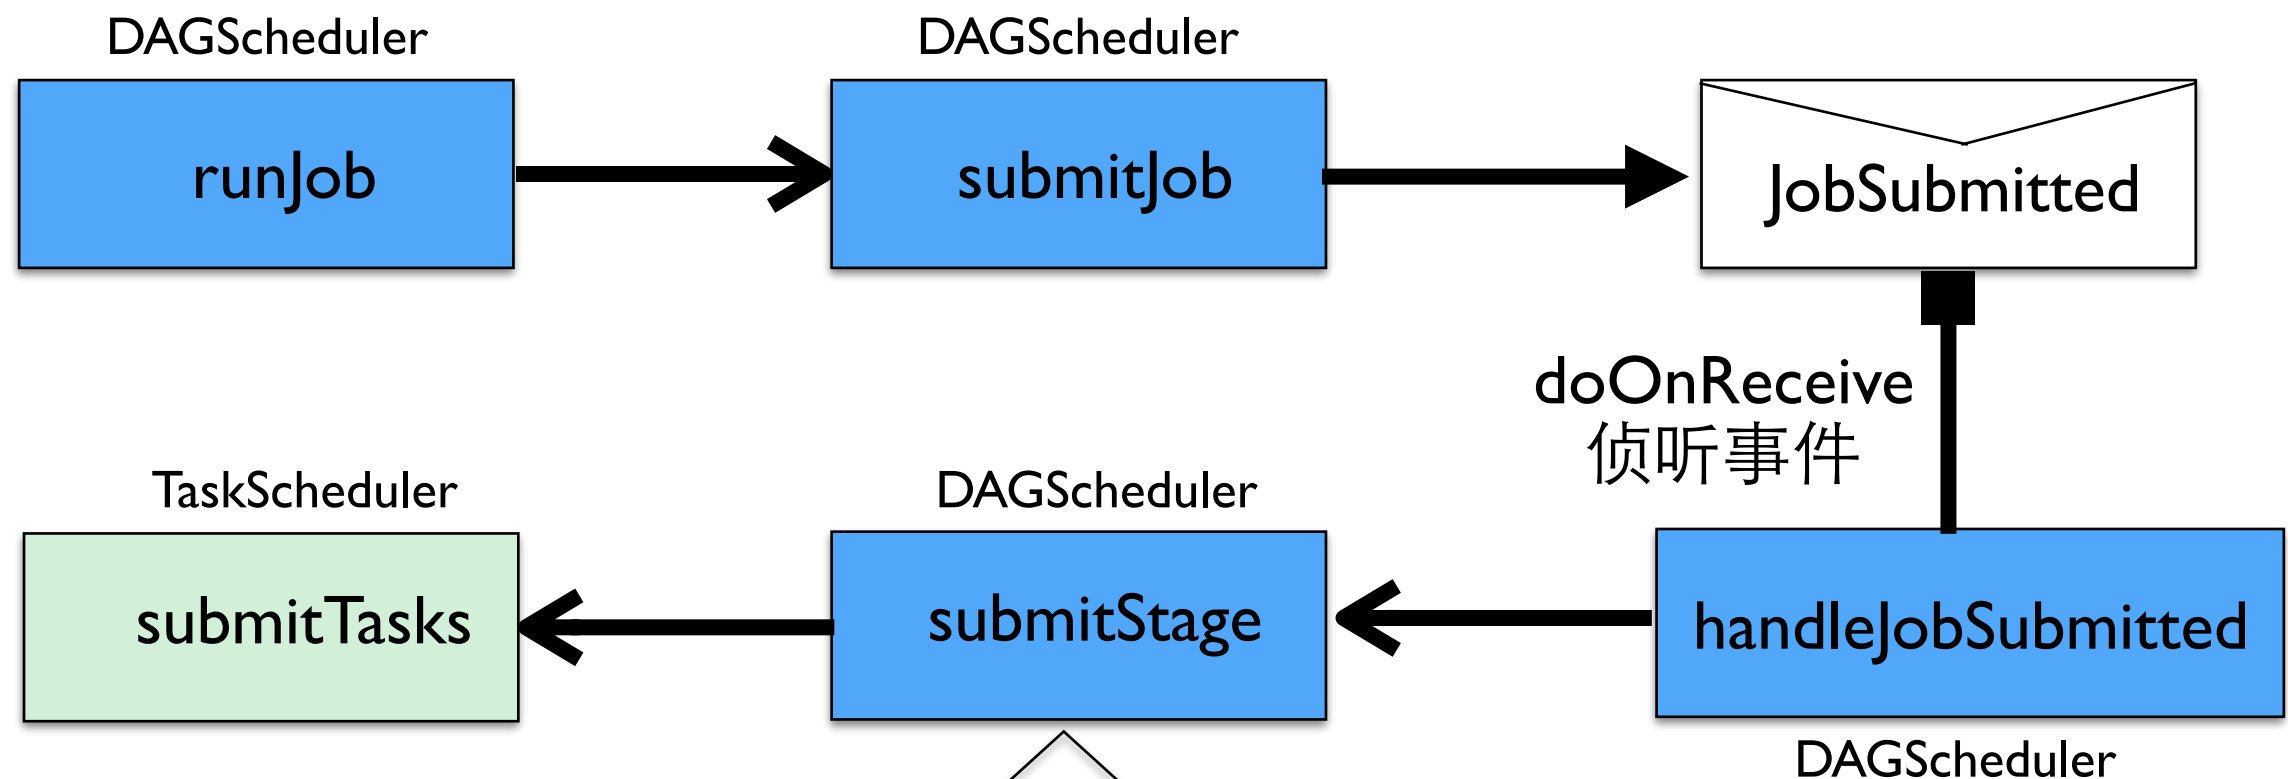 DAGScheduler
DAGScheduler
runJob
submitJob
JobSubmitted
doOnReceive
侦听事件
TaskScheduler
DAGScheduler
submitTasks
submitStage
handleJobSubmitted
DAGScheduler